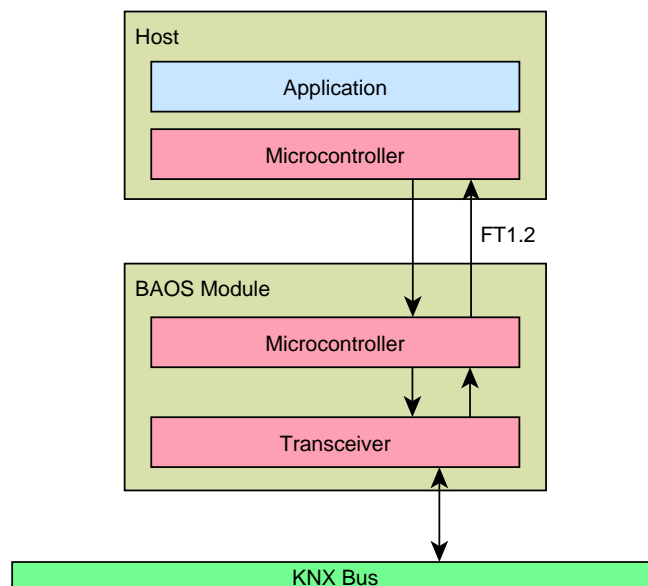 Host
Application
Microcontroller
FT1.2
BAOS Module
Microcontroller
Transceiver
KNX Bus